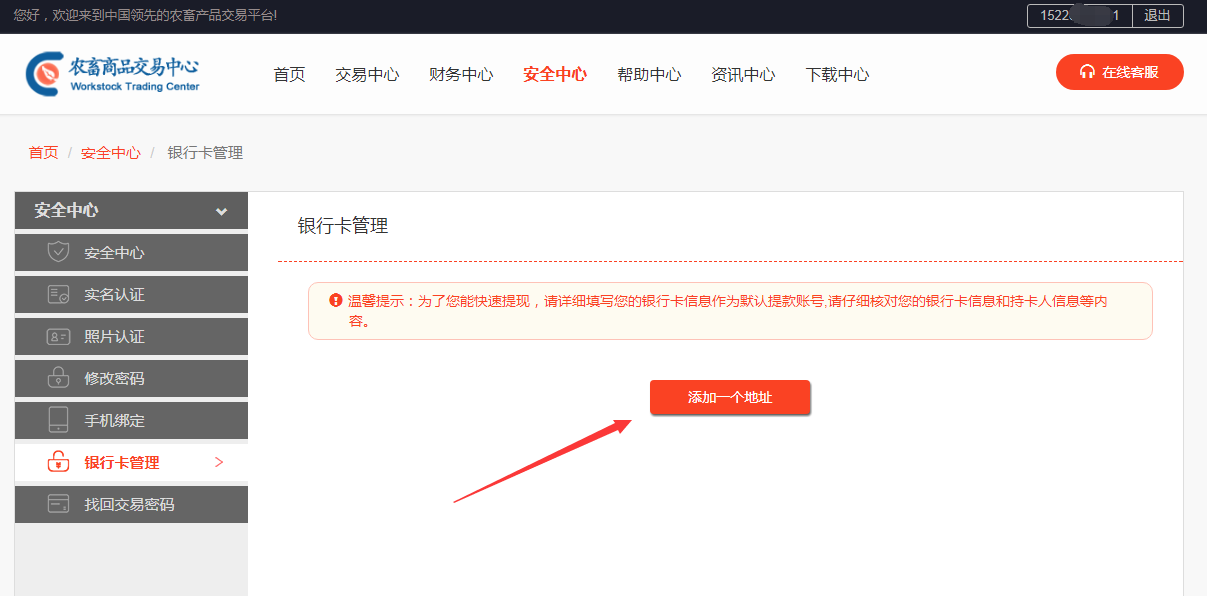 您好，欢迎来到中国领先的农畜产品交易平台!
1522 1 退出
农畜商品交易中心
Workstock Trading Center
首页 交易中心 财务中心 安全中心 帮助中心 资讯中心 下载中心
在线客服
首页 / 安全中心 / 银行卡管理
安全中心
安全中心
实名认证
照片认证
修改密码
手机绑定
银行卡管理 >
找回交易密码
银行卡管理
温馨提示：为了您能快速提现，请详细填写您的银行卡信息作为默认提款账号,请仔细核对您的银行卡信息和持卡人信息等内
容。
添加一个地址